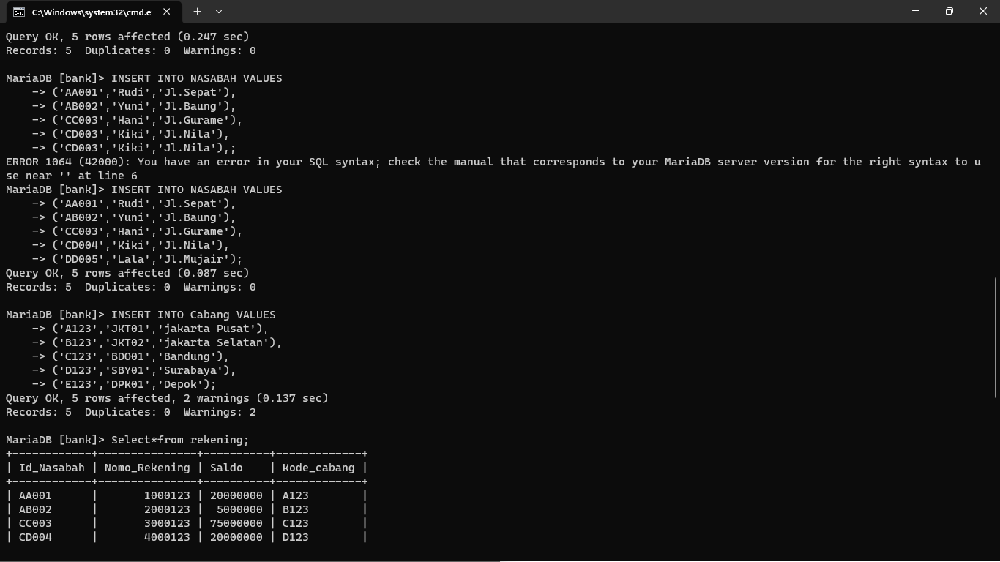 C:\Windows\system32\cmd.e:
Query OK, 5 rows affected (0.247 sec)
Records: 5  Duplicates: 0  Warnings: 0

MariaDB [bank]> INSERT INTO NASABAH VALUES
    -> ('AA001','Rudi','Jl.Sepat'),
    -> ('AB002','Yuni','Jl.Baung'),
    -> ('CC003','Hani','Jl.Gurame'),
    -> ('CD003','Kiki','Jl.Nila'),
    -> ('CD003','Kiki','Jl.Nila'),;
ERROR 1064 (42000): You have an error in your SQL syntax; check the manual that corresponds to your MariaDB server version for the right syntax to u
se near '' at line 6
MariaDB [bank]> INSERT INTO NASABAH VALUES
    -> ('AA001','Rudi','Jl.Sepat'),
    -> ('AB002','Yuni','Jl.Baung'),
    -> ('CC003','Hani','Jl.Gurame'),
    -> ('CD004','Kiki','Jl.Nila'),
    -> ('DD005','Lala','Jl.Mujair');
Query OK, 5 rows affected (0.087 sec)
Records: 5  Duplicates: 0  Warnings: 0

MariaDB [bank]> INSERT INTO Cabang VALUES
    -> ('A123','JKT01','jakarta Pusat'),
    -> ('B123','JKT02','jakarta Selatan'),
    -> ('C123','BDO01','Bandung'),
    -> ('D123','SBY01','Surabaya'),
    -> ('E123','DPK01','Depok');
Query OK, 5 rows affected, 2 warnings (0.137 sec)
Records: 5  Duplicates: 0  Warnings: 2

MariaDB [bank]> Select*from rekening;
+------------+---------------+----------+-------------+
| Id_Nasabah | Nomo_Rekening | Saldo    | Kode_cabang |
+------------+---------------+----------+-------------+
| AA001      |       1000123 | 20000000 | A123        |
| AB002      |       2000123 |  5000000 | B123        |
| CC003      |       3000123 | 75000000 | C123        |
| CD004      |       4000123 | 20000000 | D123        |